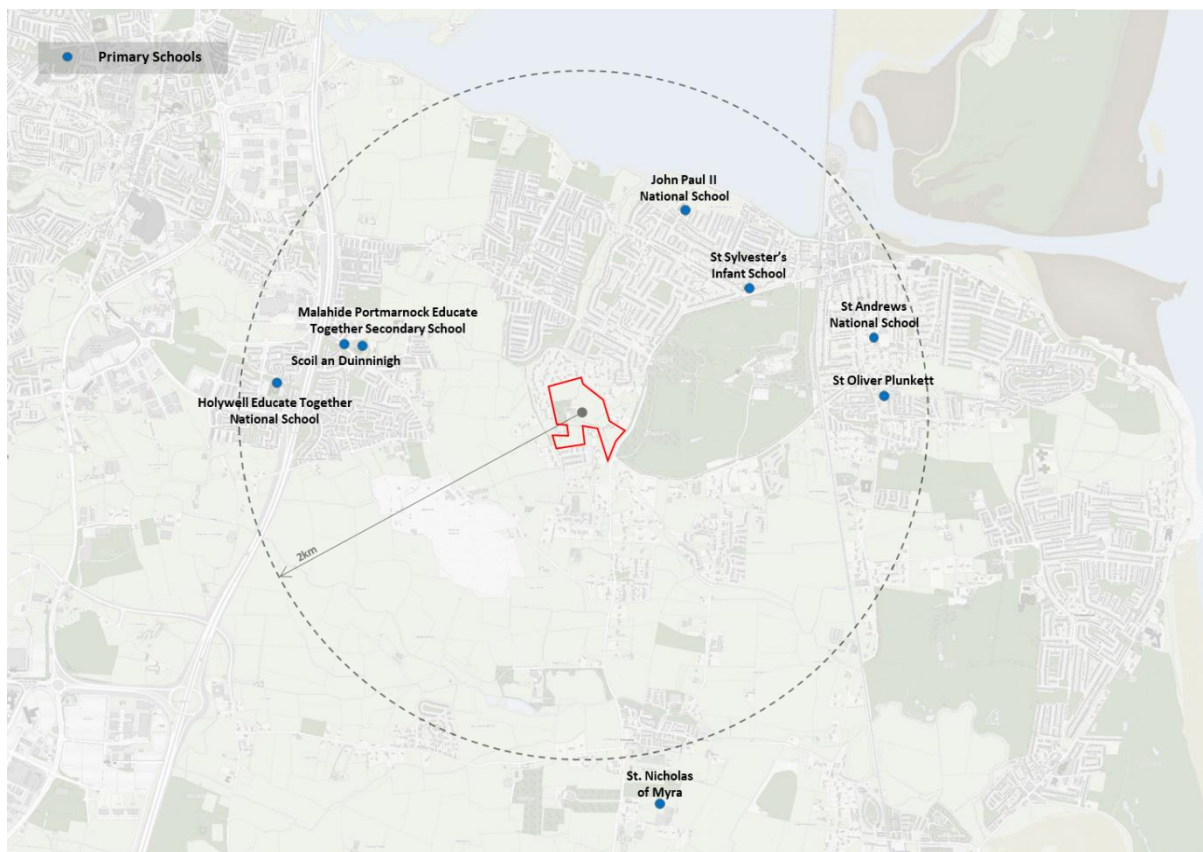 Primary Schools
John Paul II
National School
St Sylvester's
Infant School
Malahide Portmarnock Educate
Together Secondary School
St Andrews
National School
Scoil an Duinninigh
St Oliver Plunkett
Holywell Educate Together
National School
2km
St. Nicholas
of Myra